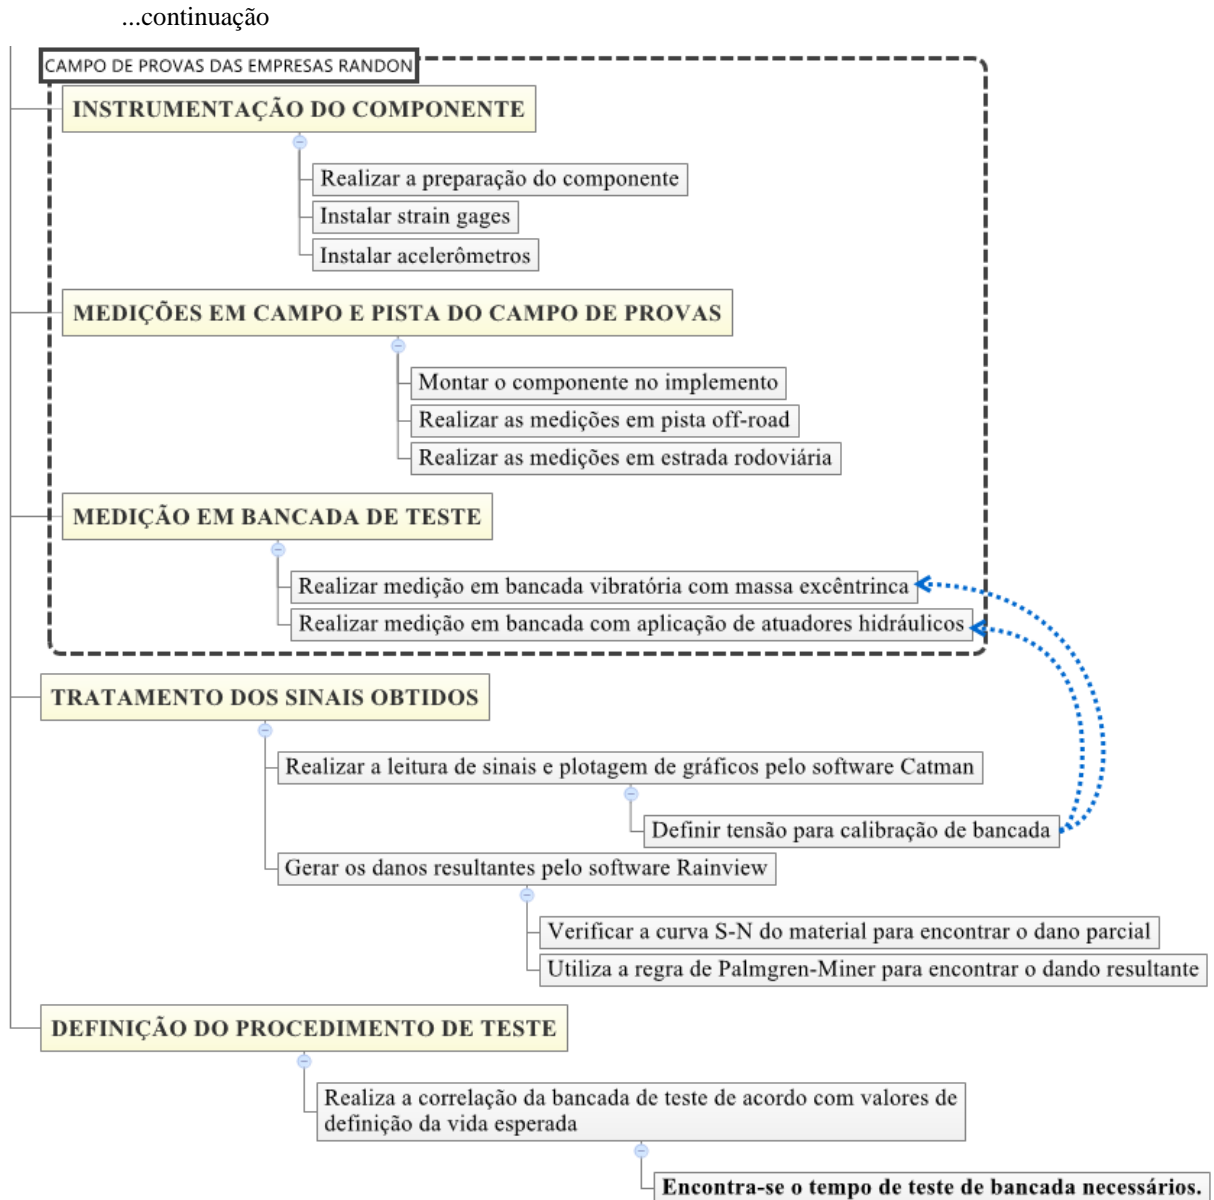 ...continuação
CAMPO DE PROVAS DAS EMPRESAS RANDON
INSTRUMENTAÇÃO DO COMPONENTE
Realizar a preparação do componente
Instalar strain gages
Instalar acelerômetros
MEDIÇÕES EM CAMPO E PISTA DO CAMPO DE PROVAS
Montar o componente no implemento
Realizar as medições em pista off-road
Realizar as medições em estrada rodoviária
MEDIÇÃO EM BANCADA DE TESTE
Realizar medição em bancada vibratória com massa excêntrinca
Realizar medição em bancada com aplicação de atuadores hidráulicos
TRATAMENTO DOS SINAIS OBTIDOS
Realizar a leitura de sinais e plotagem de gráficos pelo software Catman
Definir tensão para calibração de bancada
Gerar os danos resultantes pelo software Rainview
Verificar a curva S-N do material para encontrar o dano parcial
Utiliza a regra de Palmgren-Miner para encontrar o dando resultante
DEFINIÇÃO DO PROCEDIMENTO DE TESTE
Realiza a correlação da bancada de teste de acordo com valores de
definição da vida esperada
Encontra-se o tempo de teste de bancada necessários.